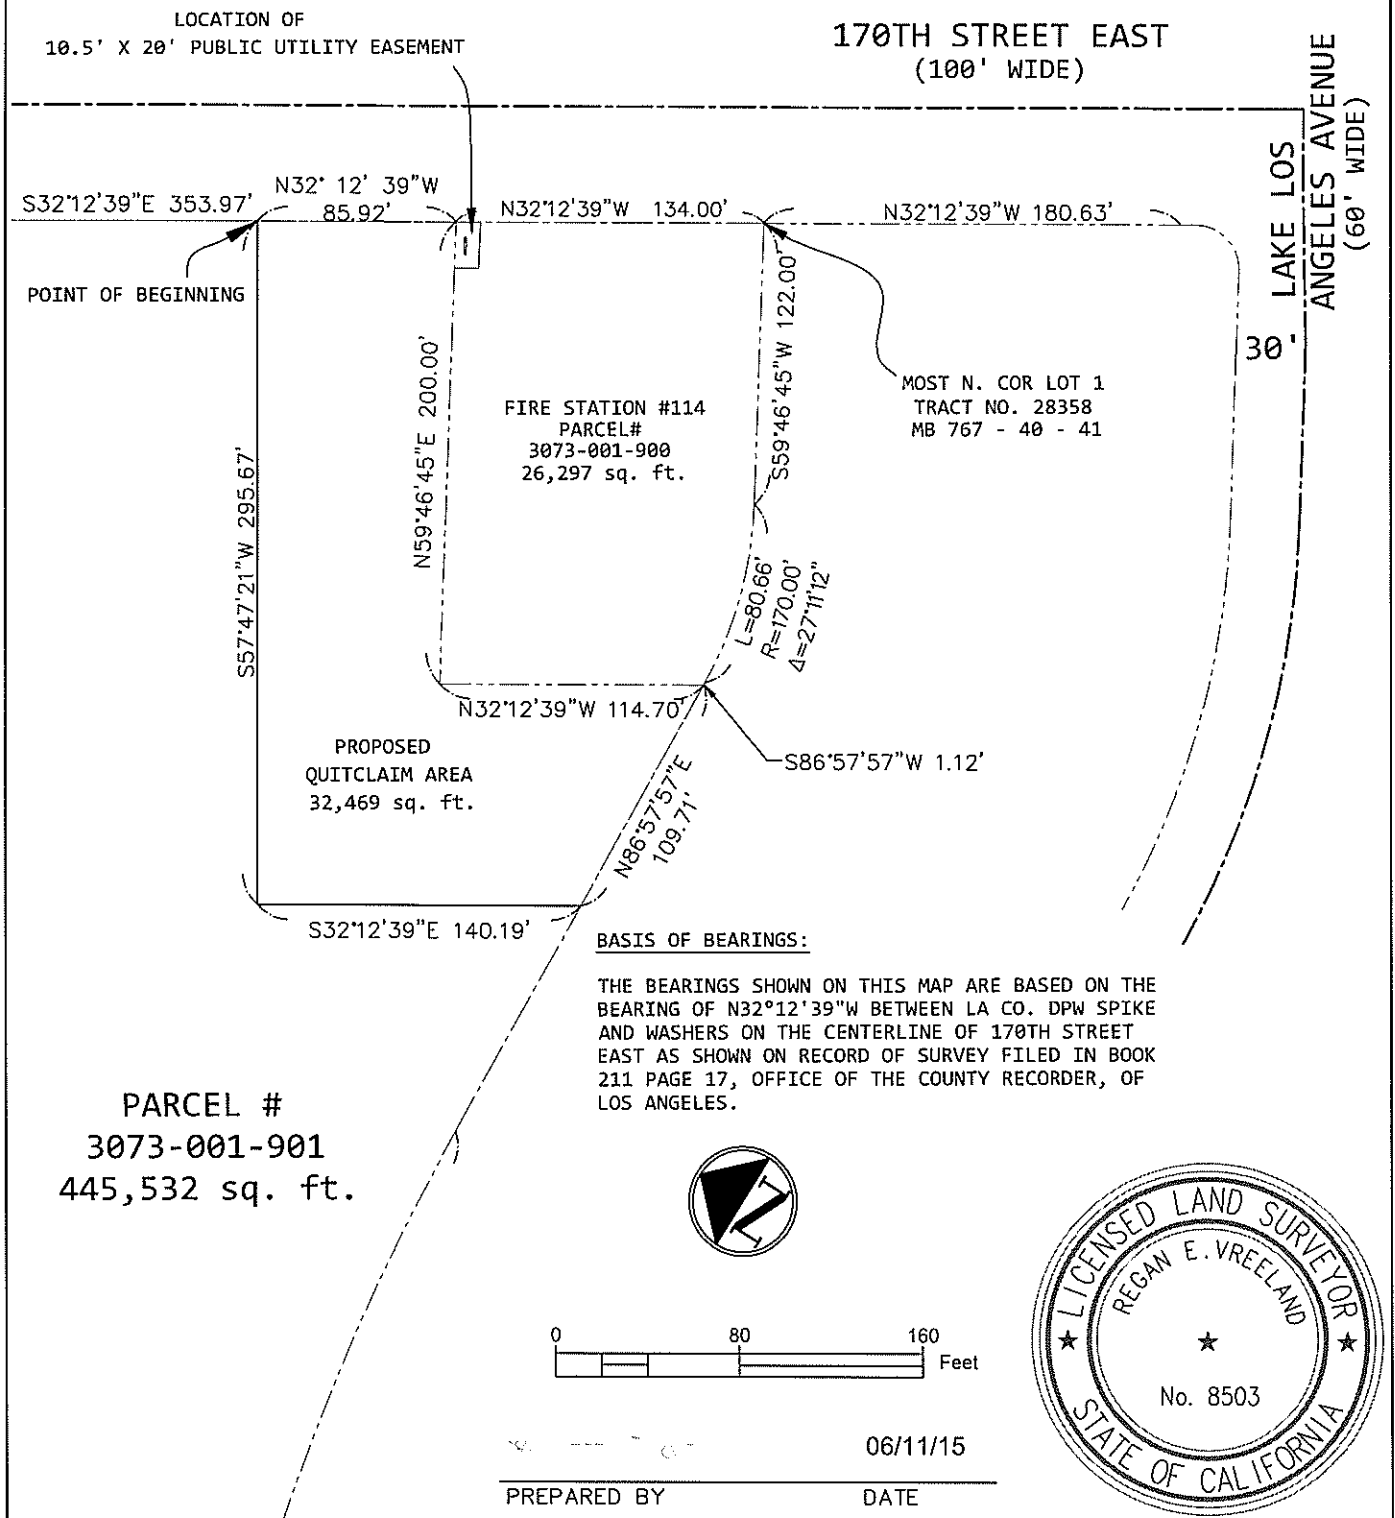 LOCATION OF
10.5' X 20' PUBLIC UTILITY EASEMENT
170TH STREET EAST
(100' WIDE)
LAKE LOS
ANGELES AVENUE
(60' WIDE)
S32°12'39"E 353.97'
N32° 12' 39"W
85.92'
N32°12'39"W 134.00'
N32°12'39"W 180.63'
POINT OF BEGINNING
30'
S59°46'45"W 122.00'
MOST N. COR LOT 1
TRACT NO. 28358
MB 767 - 40 - 41
N59°46'45"E 200.00'
FIRE STATION #114
PARCEL#
3073-001-900
26,297 sq. ft.
S57°47'21"W 295.67'
L=80.66'
R=170.00'
Δ=27°11'12"
N32°12'39"W 114.70'
S86°57'57"W 1.12'
PROPOSED
QUITCLAIM AREA
32,469 sq. ft.
N86°57'57"E
109.71'
S32°12'39"E 140.19'
BASIS OF BEARINGS:
THE BEARINGS SHOWN ON THIS MAP ARE BASED ON THE
BEARING OF N32°12'39"W BETWEEN LA CO. DPW SPIKE
AND WASHERS ON THE CENTERLINE OF 170TH STREET
EAST AS SHOWN ON RECORD OF SURVEY FILED IN BOOK
211 PAGE 17, OFFICE OF THE COUNTY RECORDER, OF
LOS ANGELES.
PARCEL #
3073-001-901
445,532 sq. ft.
N
0 80 160
Feet
LICENSED LAND SURVEYOR
REGAN E. VREELAND
No. 8503
STATE OF CALIFORNIA
06/11/15
PREPARED BY DATE